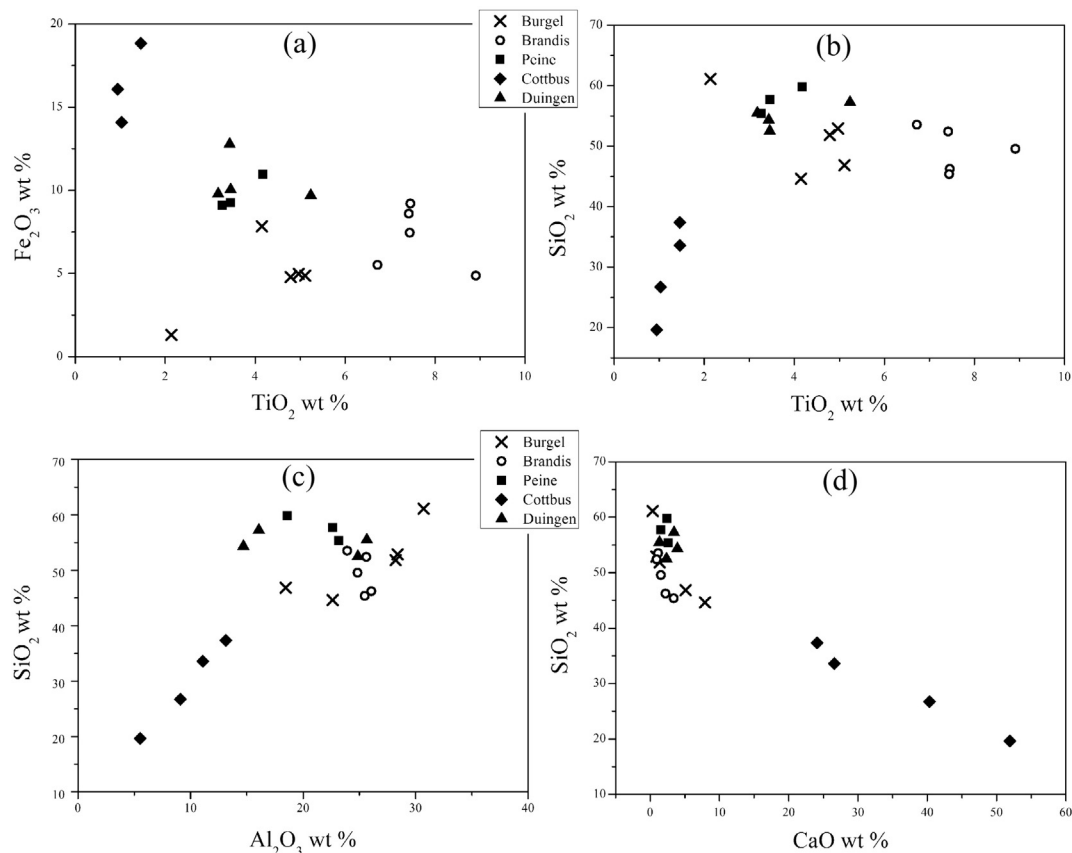 (a)
Burgel
Brandis
Peine
Cottbus
Duingen
Fe₂O₃ wt %
20
15
10
5
0
0 2 4 6 8 10
TiO₂ wt %
(b)
SiO₂ wt %
70
60
50
40
30
20
0 2 4 6 8 10
TiO₂ wt %
(c)
Burgel
Brandis
Peine
Cottbus
Duingen
SiO₂ wt %
70
60
50
40
30
20
10
0 10 20 30 40
Al₂O₃ wt %
(d)
SiO₂ wt %
70
60
50
40
30
20
10
0 10 20 30 40 50 60
CaO wt %